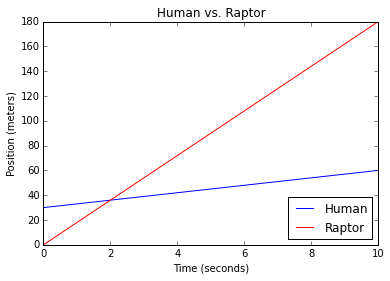 Human vs. Raptor
Position (meters)
180
160
140
120
100
80
60
40
20
0
0 2 4 6 8 10
Time (seconds)
Human
Raptor